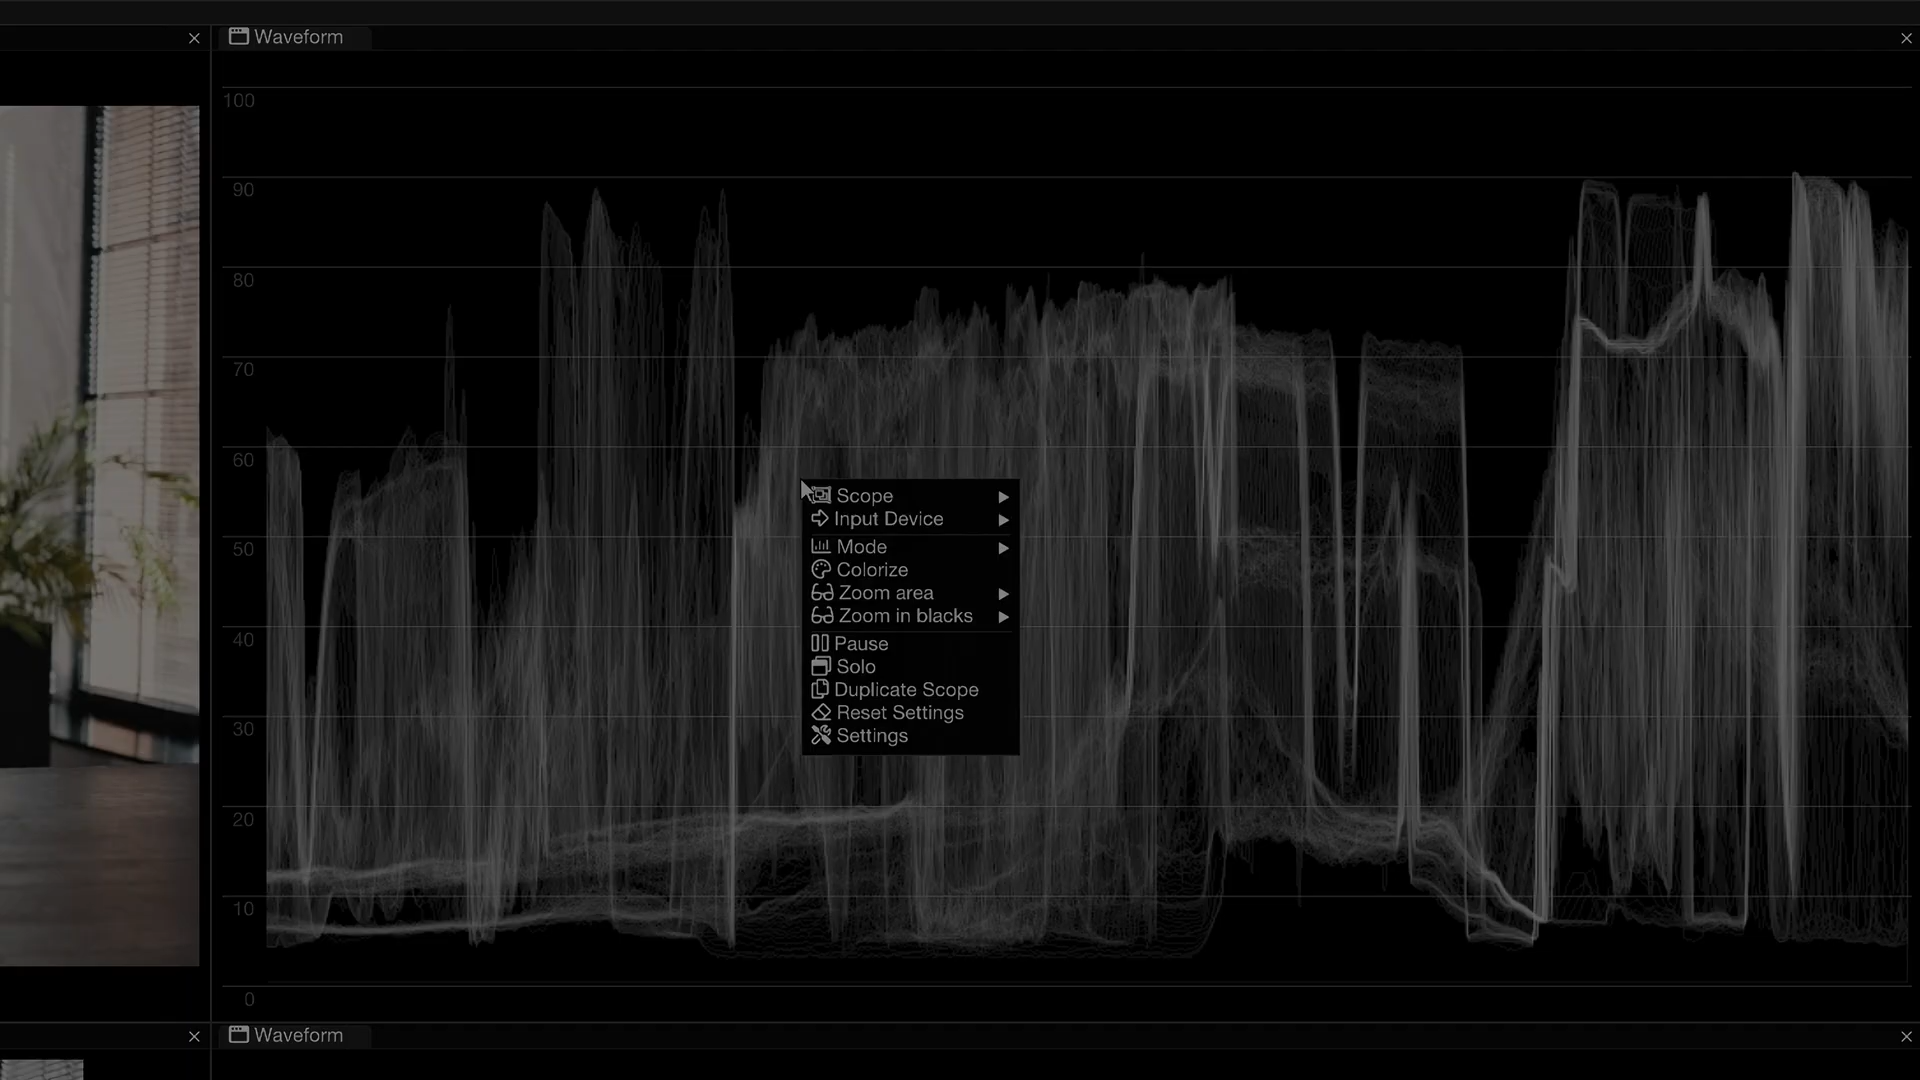 Waveform
100
90
80
70
60
50
40
30
20
10
0
Scope
Input Device
Mode
Colorize
Zoom area
Zoom in blacks
Pause
Solo
Duplicate Scope
Reset Settings
Settings
Waveform